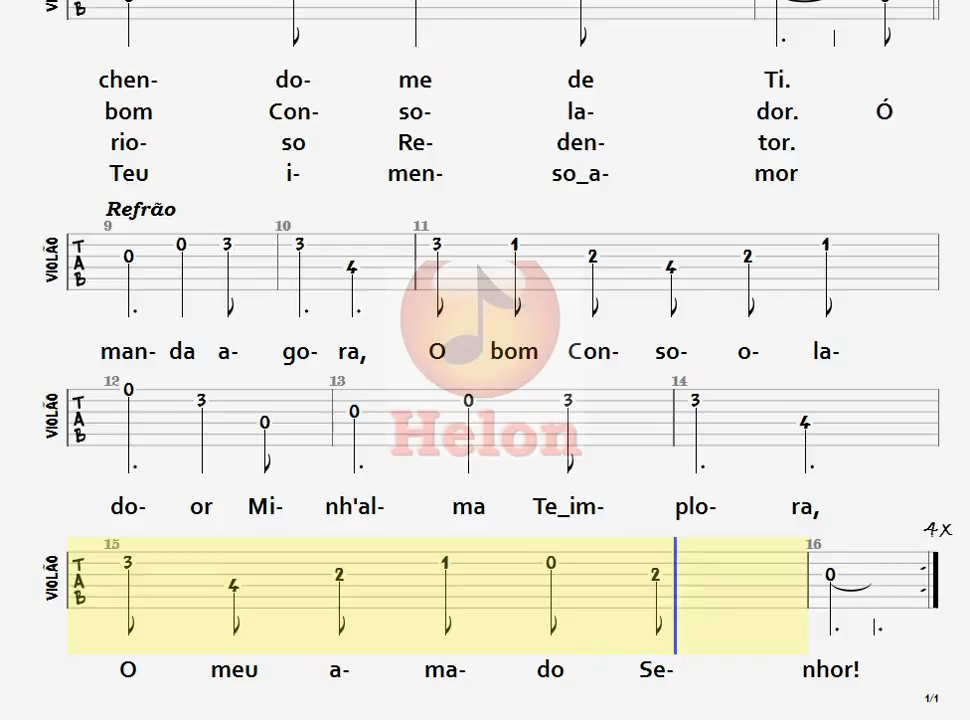 chen- do- me de Ti.
bom Con- so- la- dor. Ó
rio- so Re- den- tor.
Teu i- men- so_a- mor
Refrão
9 10 11
VIOLÃO TAB 0 0 3 3 4 3 1 2 4 2 1
man- da a- go- ra, O bom Con- so- o- la-
12 13 14
VIOLÃO TAB 0 3 0 0 0 3 3 4
Helon
do- or Mi- nh'al- ma Te_im- plo- ra,
4x
15 16
VIOLÃO TAB 3 4 2 1 0 2 0
O meu a- ma- do Se- nhor!
1/1